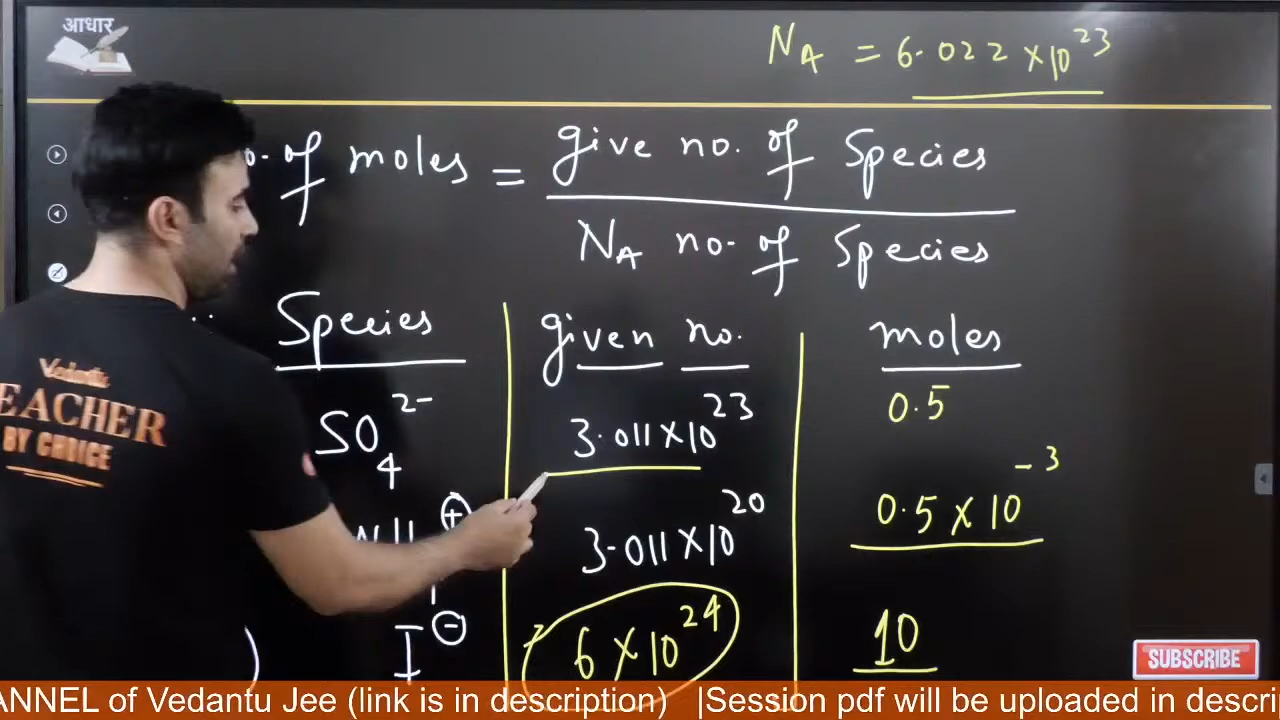 आधार
N_A = 6.022 × 10^23
o. of moles = give no. of Species
N_A no. of Species
Species given no. moles
SO4^2- 3.011×10^23 0.5
3.011×10^20 0.5 × 10^-3
I^⊖ 6×10^24 10
Vedantu
EACHER
BY CHOICE
SUBSCRIBE
ANNEL of Vedantu Jee (link is in description) |Session pdf will be uploaded in descri